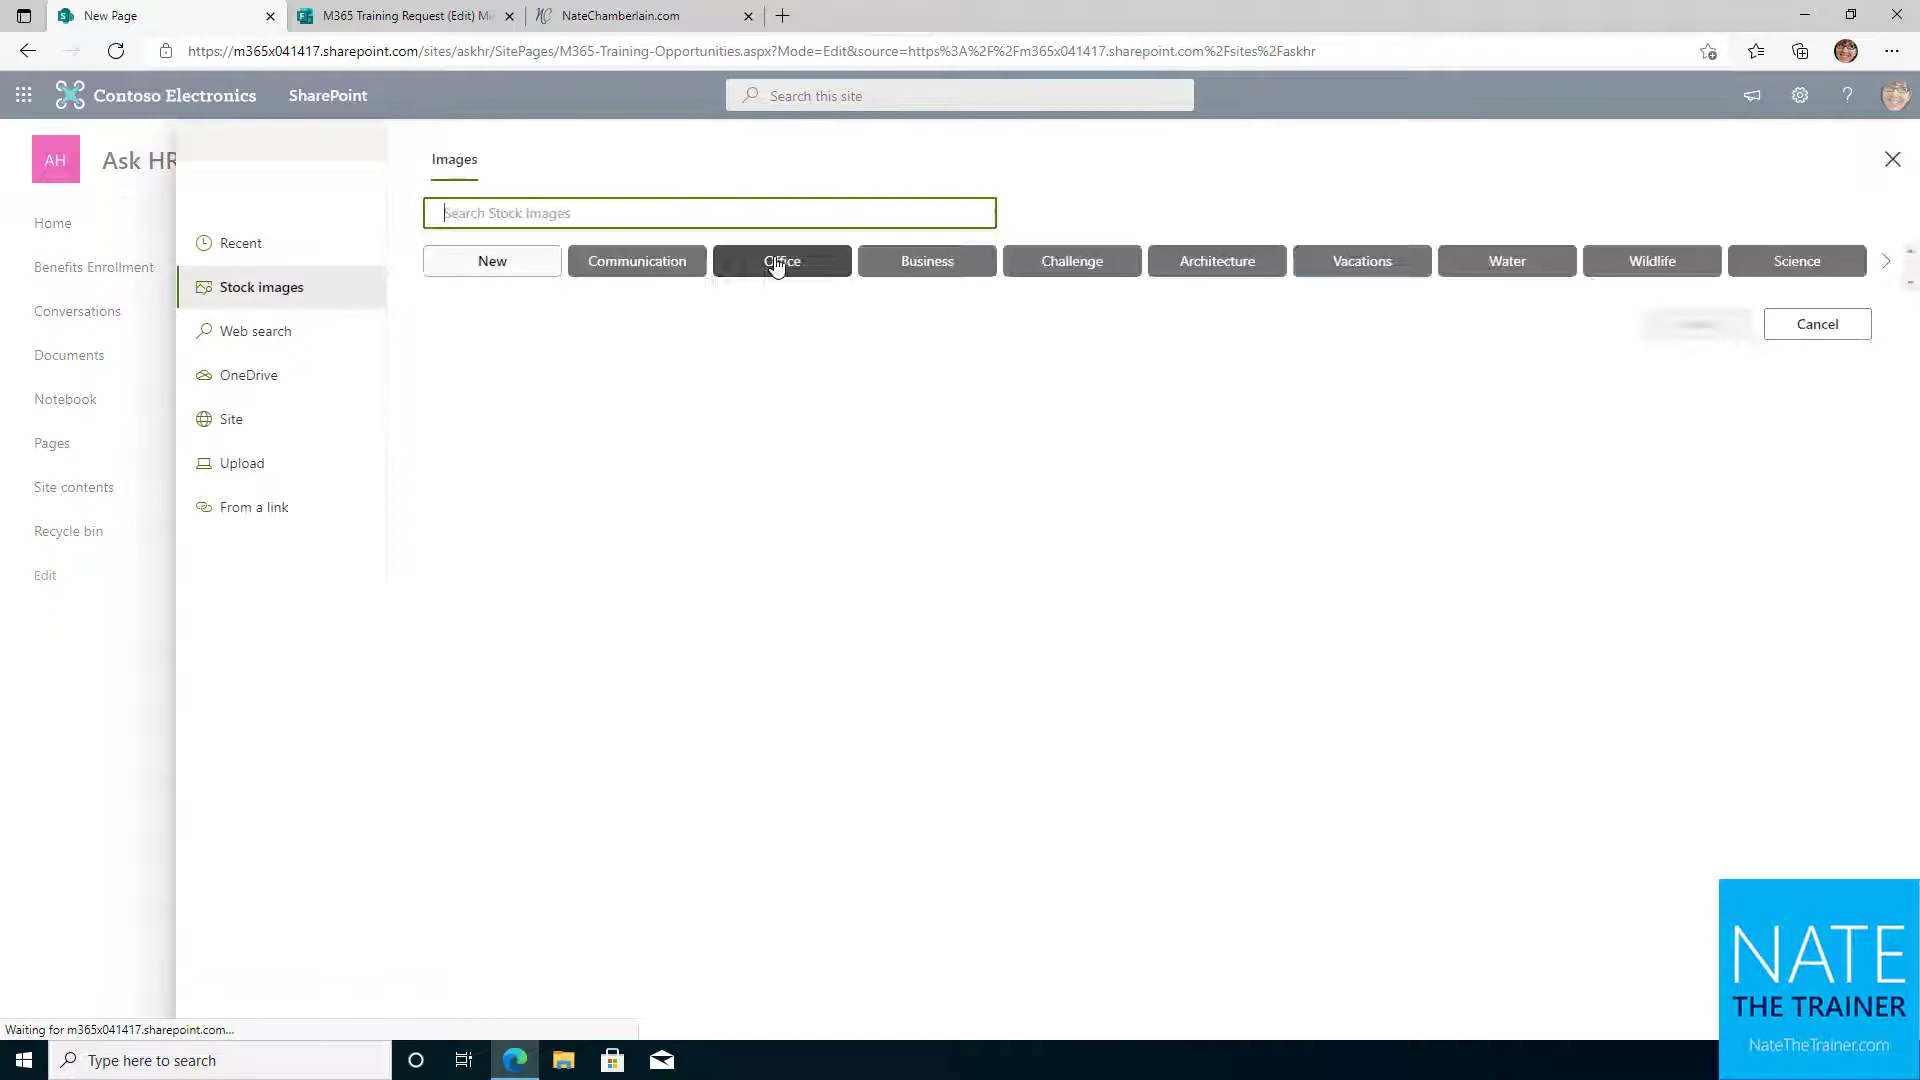 New Page
M365 Training Request (Edit) Mi
NateChamberlain.com
https://m365x041417.sharepoint.com/sites/askhr/SitePages/M365-Training-Opportunities.aspx?Mode=Edit&source=https%3A%2F%2Fm365x041417.sharepoint.com%2Fsites%2Faskhr
Contoso Electronics
SharePoint
Search this site
AH
Ask HR
Home
Benefits Enrollment
Conversations
Documents
Notebook
Pages
Site contents
Recycle bin
Edit
Recent
Stock images
Web search
OneDrive
Site
Upload
From a link
Images
Search Stock Images
New
Communication
Office
Business
Challenge
Architecture
Vacations
Water
Wildlife
Science
Cancel
NATE
THE TRAINER
NateTheTrainer.com
Waiting for m365x041417.sharepoint.com...
Type here to search